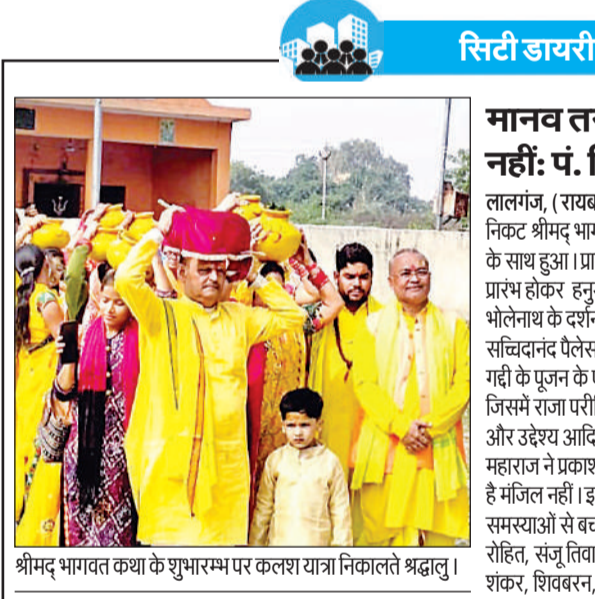 सिटी डायरी
मानव
नहीं: पं.
लालगंज, (रायब
निकट श्रीमद् भाग
के साथ हुआ। प्रा
प्रारंभ होकर हनु
भोलेनाथ के दर्शन
सच्चिदानंद पैलेस
गद्दी के पूजन के
जिसमें राजा परी
और उद्देश्य आदि
महाराज ने प्रकाश
है मंजिल नहीं। इ
समस्याओं से बच
रोहित, संजू तिवा
शंकर, शिवबरन,
श्रीमद् भागवत कथा के शुभारम्भ पर कलश यात्रा निकालते श्रद्धालु।